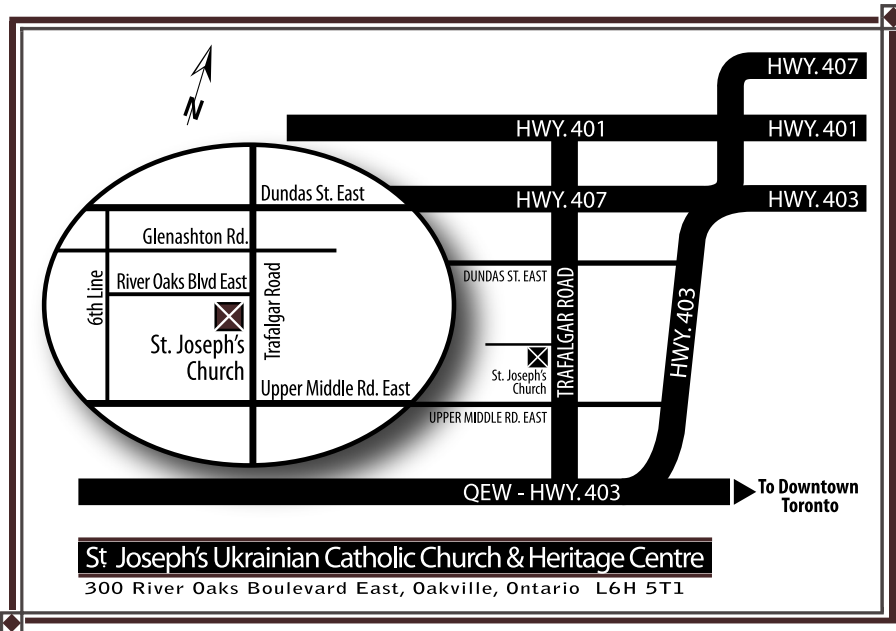 HWY. 407
N
HWY. 401 HWY. 401
Dundas St. East
HWY. 407 HWY. 403
Glenashton Rd.
River Oaks Blvd East
DUNDAS ST. EAST
6th Line
Trafalgar Road
TRAFALGAR ROAD
HWY. 403
St. Joseph's
Church
St. Joseph's
Church
Upper Middle Rd. East
UPPER MIDDLE RD. EAST
QEW - HWY. 403
To Downtown
Toronto
St. Joseph's Ukrainian Catholic Church & Heritage Centre
300 River Oaks Boulevard East, Oakville, Ontario L6H 5T1